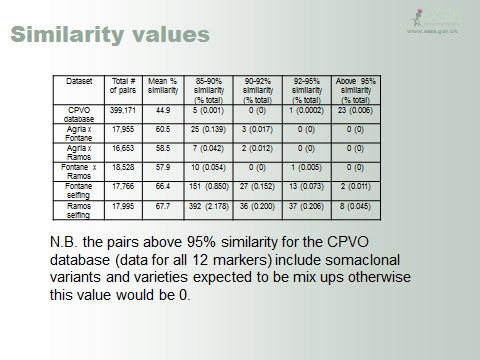 Similarity values
www.sasa.gov.uk
Dataset Total # of pairs Mean % similarity 85-90% similarity (% total) 90-92% similarity (% total) 92-95% similarity (% total) Above 95% similarity (% total)
CPVO database 399,171 44.9 5 (0.001) 0 (0) 1 (0.0002) 23 (0.006)
Agria x Fontane 17,955 60.5 25 (0.139) 3 (0.017) 0 (0) 0 (0)
Agria x Ramos 16,653 58.5 7 (0.042) 2 (0.012) 0 (0) 0 (0)
Fontane x Ramos 18,528 57.9 10 (0.054) 0 (0) 1 (0.005) 0 (0)
Fontane selfing 17,766 66.4 151 (0.850) 27 (0.152) 13 (0.073) 2 (0.011)
Ramos selfing 17,995 67.7 392 (2.178) 36 (0.200) 37 (0.206) 8 (0.045)
N.B. the pairs above 95% similarity for the CPVO
database (data for all 12 markers) include somaclonal
variants and varieties expected to be mix ups otherwise
this value would be 0.